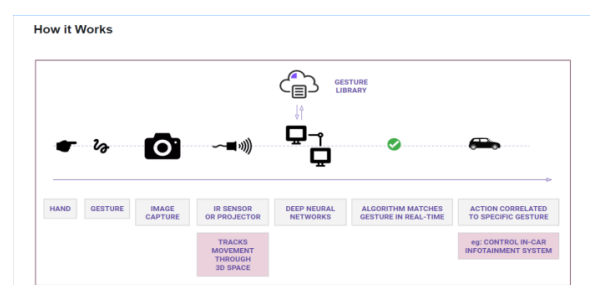 How it Works
GESTURE
LIBRARY
HAND
GESTURE
IMAGE
CAPTURE
IR SENSOR
OR PROJECTOR
DEEP NEURAL
NETWORKS
ALGORITHM MATCHES
GESTURE IN REAL-TIME
ACTION CORRELATED
TO SPECIFIC GESTURE
TRACKS
MOVEMENT
THROUGH
3D SPACE
eg: CONTROL IN-CAR
INFOTAINMENT SYSTEM